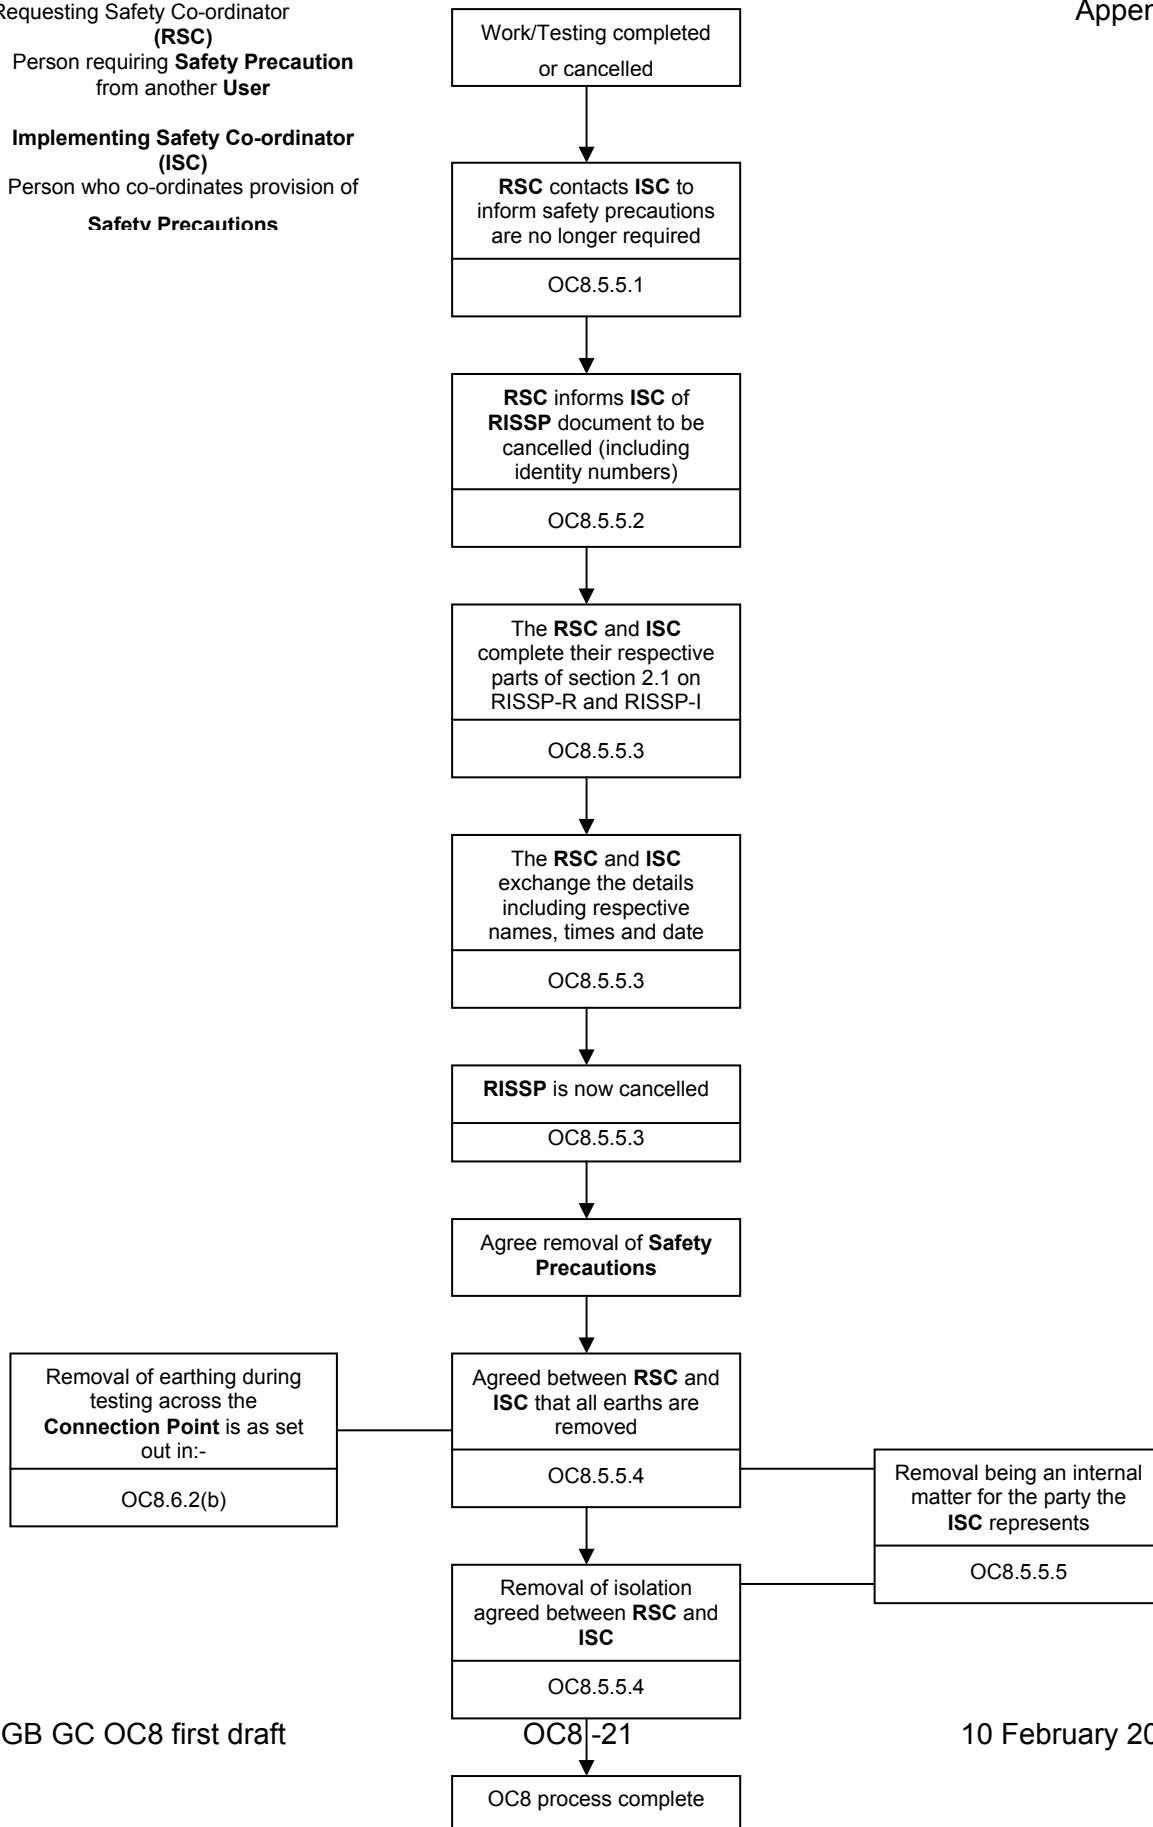 Requesting Safety Co-ordinator
(RSC)
Person requiring Safety Precaution
from another User
Implementing Safety Co-ordinator
(ISC)
Person who co-ordinates provision of
Safety Precautions
Work/Testing completed
or cancelled
RSC contacts ISC to
inform safety precautions
are no longer required
OC8.5.5.1
RSC informs ISC of
RISSP document to be
cancelled (including
identity numbers)
OC8.5.5.2
The RSC and ISC
complete their respective
parts of section 2.1 on
RISSP-R and RISSP-I
OC8.5.5.3
The RSC and ISC
exchange the details
including respective
names, times and date
OC8.5.5.3
RISSP is now cancelled
OC8.5.5.3
Agree removal of Safety
Precautions
Removal of earthing during
testing across the
Connection Point is as set
out in:-
OC8.6.2(b)
Agreed between RSC and
ISC that all earths are
removed
OC8.5.5.4
Removal being an internal
matter for the party the
ISC represents
OC8.5.5.5
Removal of isolation
agreed between RSC and
ISC
OC8.5.5.4
GB GC OC8 first draft
OC8 -21
10 February 20
OC8 process complete